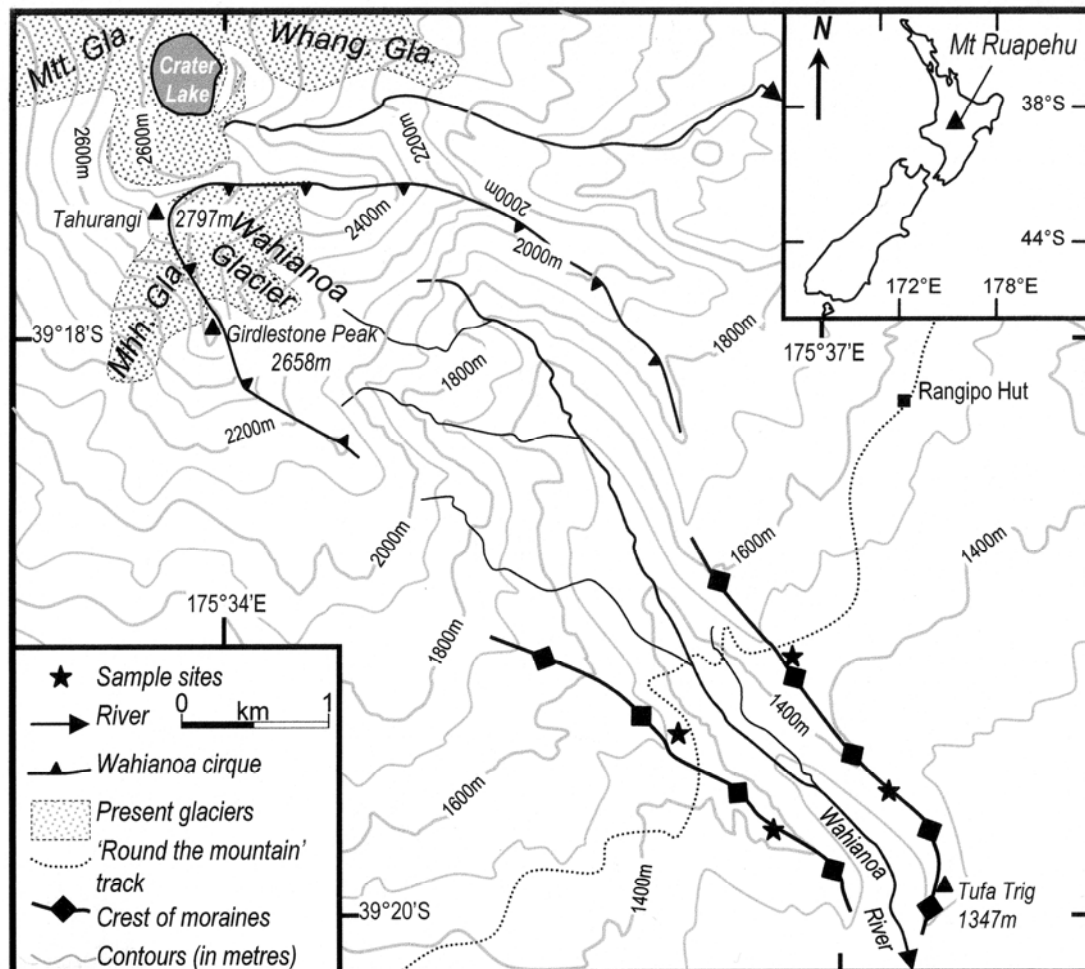 Mtt. Gla.
Whang. Gla.
Crater
Lake
2600m
2600m
2200m
2000m
Tahurangi
2797m
2400m
2000m
Wahianoa
Glacier
Mhh. Gla
Girdlestone Peak
2658m
39°18'S
1800m
1800m
2200m
N
Mt Ruapehu
38°S
44°S
172°E
178°E
175°37'E
Rangipo Hut
2000m
1600m
1400m
175°34'E
1800m
1400m
1600m
1400m
Wahianoa
River
Tufa Trig
1347m
39°20'S
Sample sites
River
0 km 1
Wahianoa cirque
Present glaciers
'Round the mountain'
track
Crest of moraines
Contours (in metres)